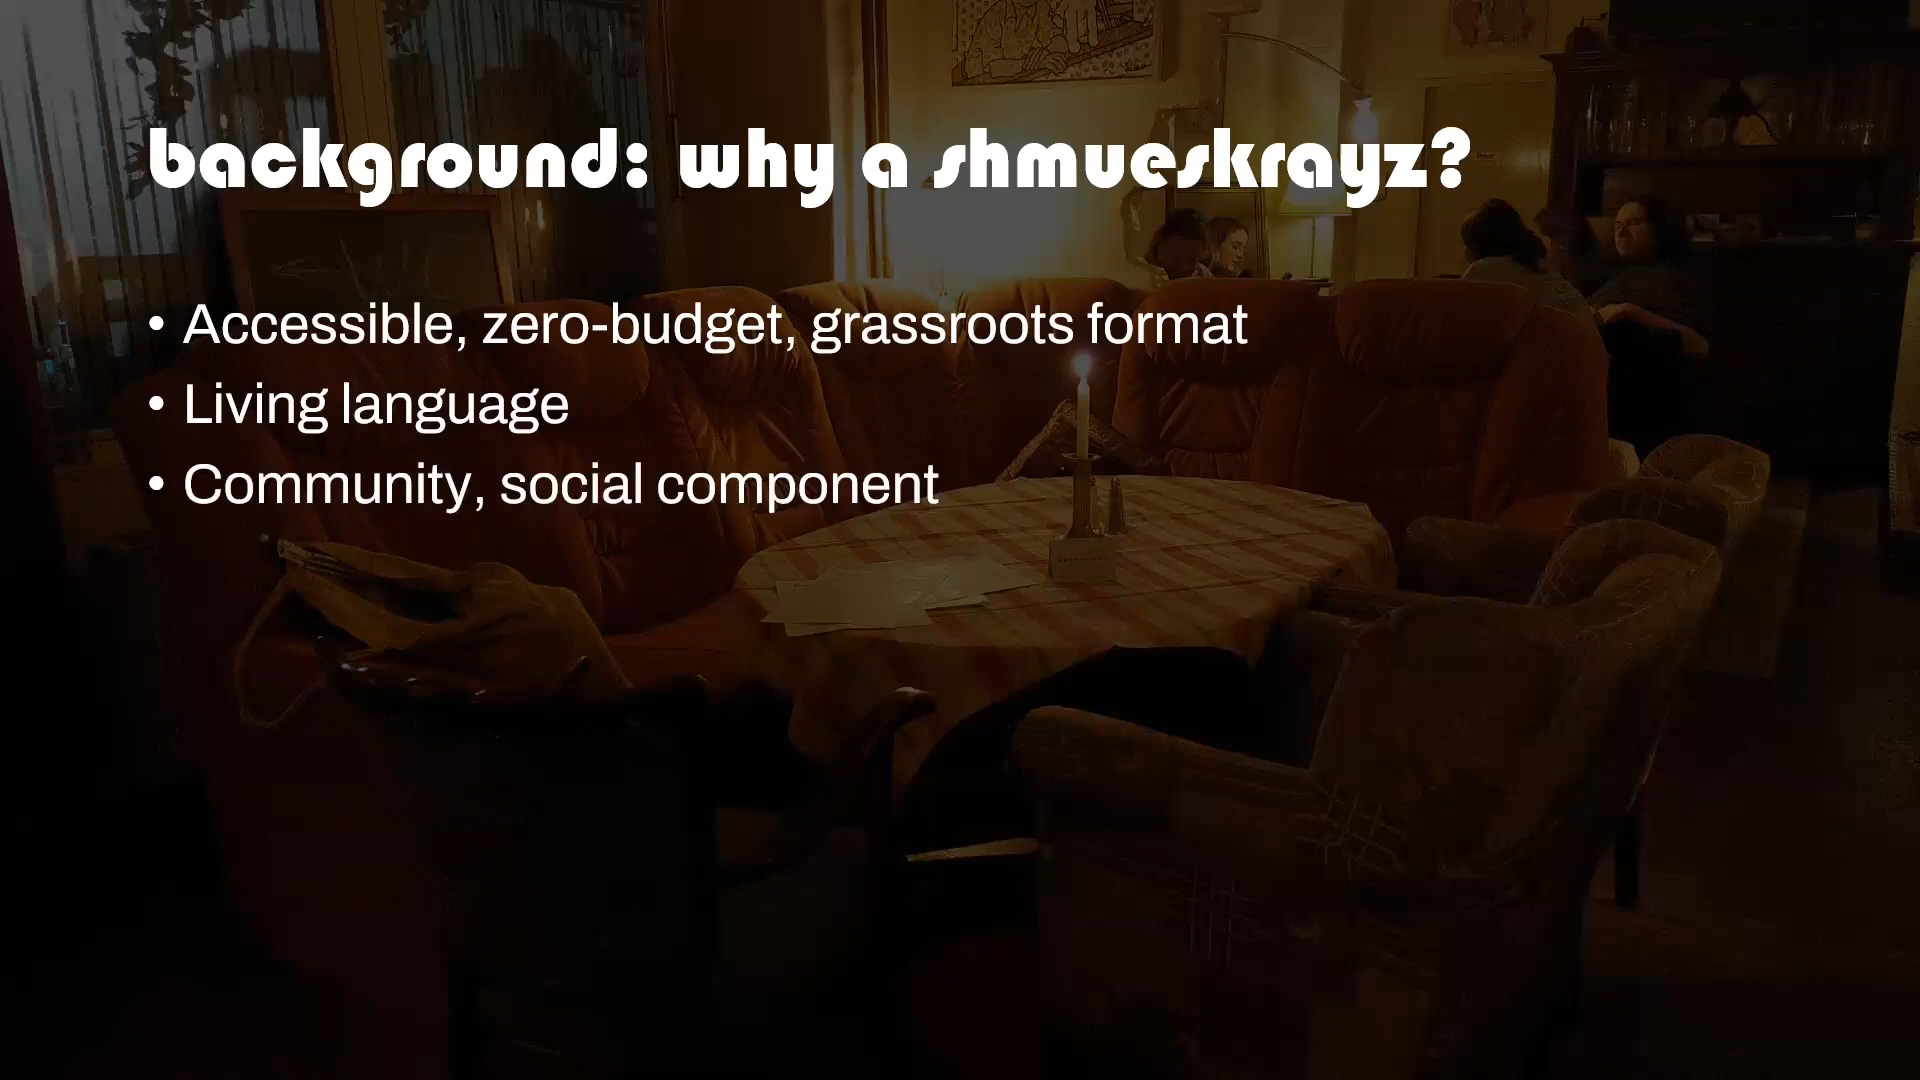 background: why a shmueskrayz?
• Accessible, zero-budget, grassroots format
• Living language
• Community, social component